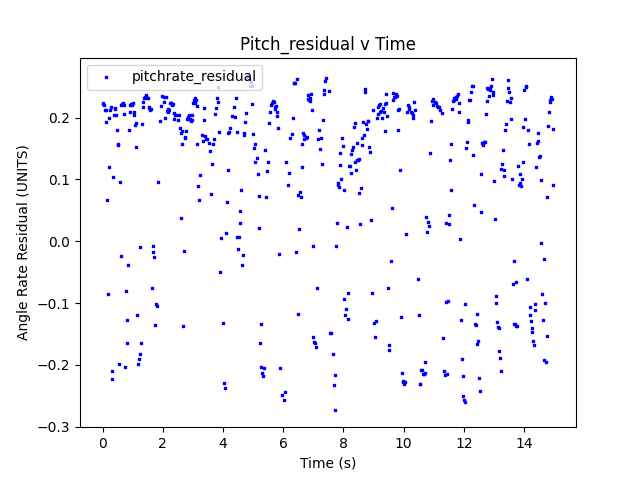 Pitch_residual v Time
pitchrate_residual
Angle Rate Residual (UNITS)
0.2
0.1
0.0
−0.1
−0.2
−0.3
0 2 4 6 8 10 12 14
Time (s)